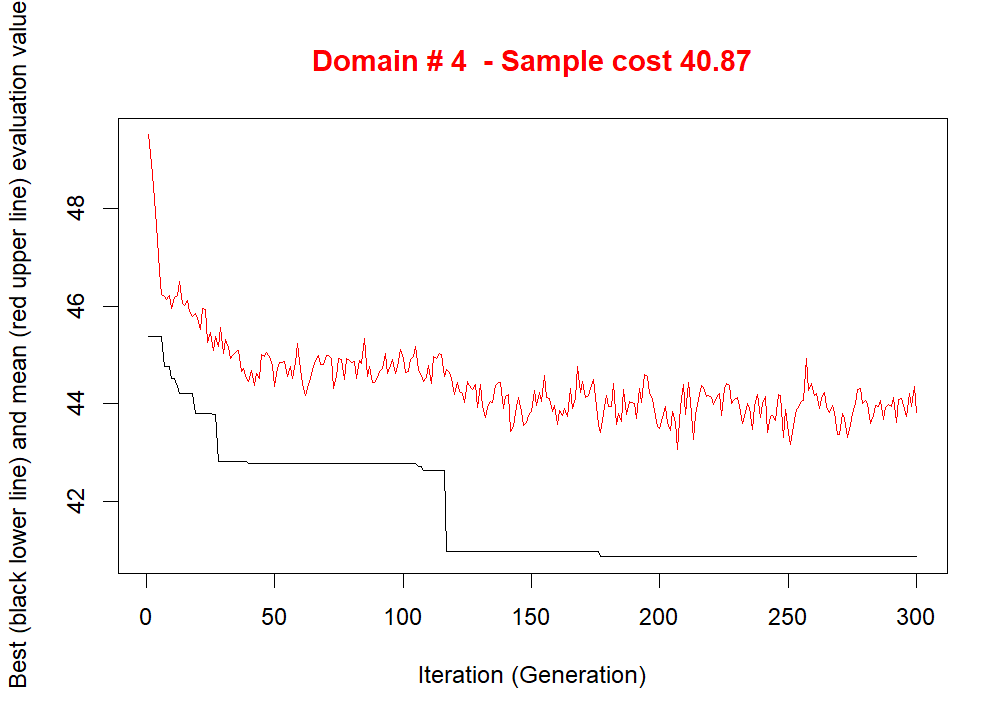 Domain # 4  - Sample cost 40.87
Best (black lower line) and mean (red upper line) evaluation value
48
46
44
42
0 50 100 150 200 250 300
Iteration (Generation)